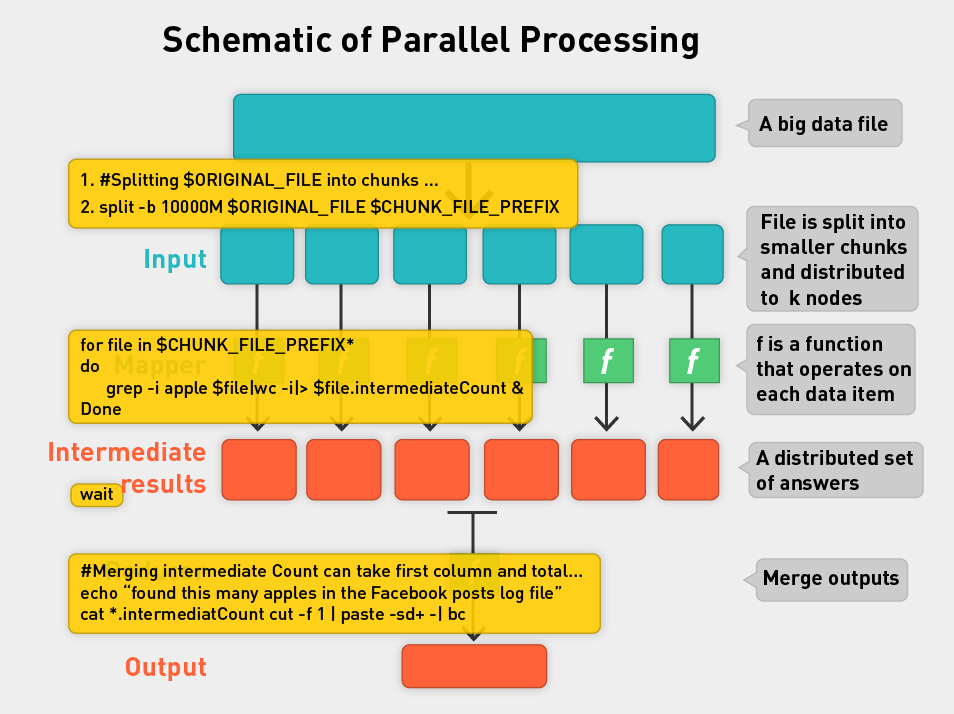 Schematic of Parallel Processing
A big data file
1. #Splitting $ORIGINAL_FILE into chunks ...
2. split -b 10000M $ORIGINAL_FILE $CHUNK_FILE_PREFIX
Input
File is split into
smaller chunks
and distributed
to k nodes
for file in $CHUNK_FILE_PREFIX*
do
grep -i apple $file|wc -i|> $file.intermediateCount &
Done
Mapper
f f f f f f
f is a function
that operates on
each data item
Intermediate
results
wait
A distributed set
of answers
#Merging intermediate Count can take first column and total...
echo “found this many apples in the Facebook posts log file”
cat *.intermediatCount cut -f 1 | paste -sd+ -| bc
Merge outputs
Output